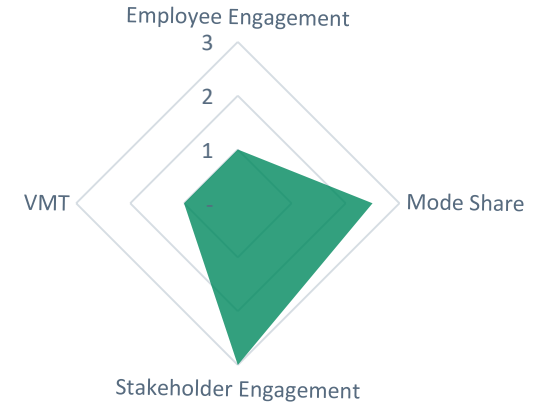 Employee Engagement
3
2
1
VMT
-
Mode Share
Stakeholder Engagement